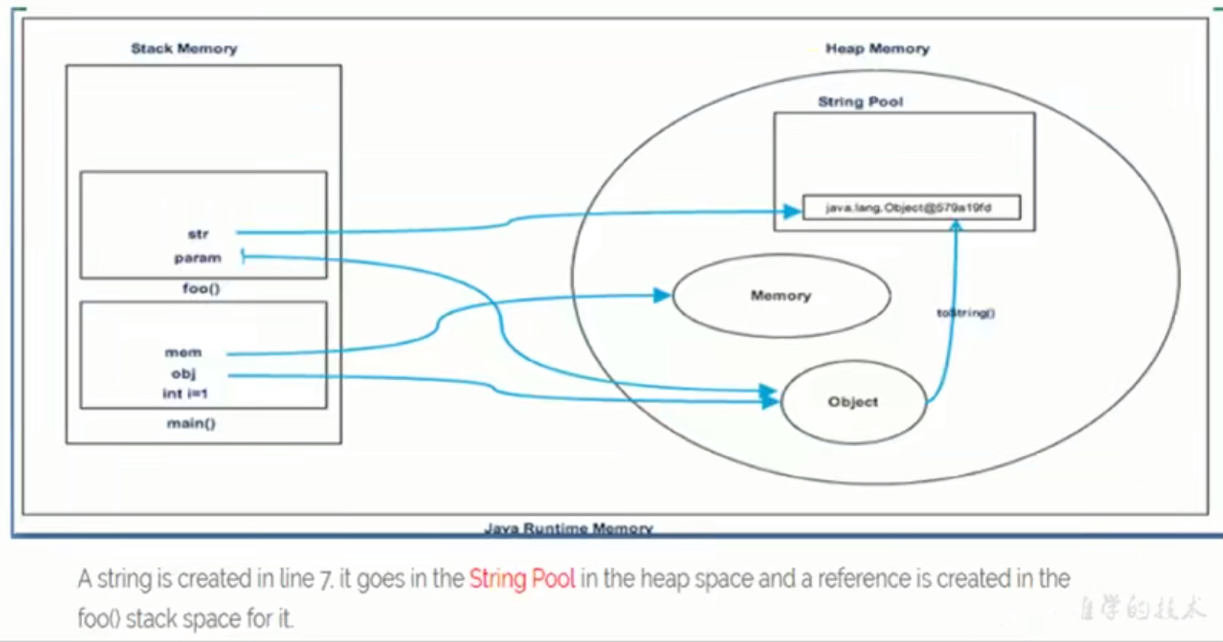 Stack Memory
Heap Memory
String Pool
java.lang.Object@579a19fd
str
param
foo()
Memory
toString()
mem
obj
int i=1
Object
main()
Java Runtime Memory
A string is created in line 7, it goes in the String Pool in the heap space and a reference is created in the
foo() stack space for it.
自学的技术